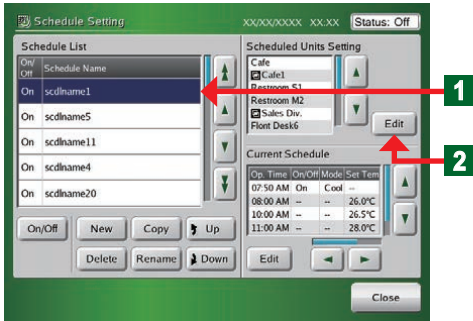 Schedule Setting XX/XX/XXXX XX:XX Status: Off
Schedule List
On/Off Schedule Name
On scdlname1
On scdlname5
On scdlname11
On scdlname4
On scdlname20
On/Off New Copy Up
Delete Rename Down
Scheduled Units Setting
Cafe
Cafe1
Restroom S1
Restroom M2
Sales Div.
Flont Desk6
Edit
Current Schedule
Op. Time On/Off Mode Set Tem
07:50 AM On Cool --
08:00 AM -- -- 26.0°C
10:00 AM -- -- 26.5°C
11:00 AM -- -- 28.0°C
Edit
Close
1
2